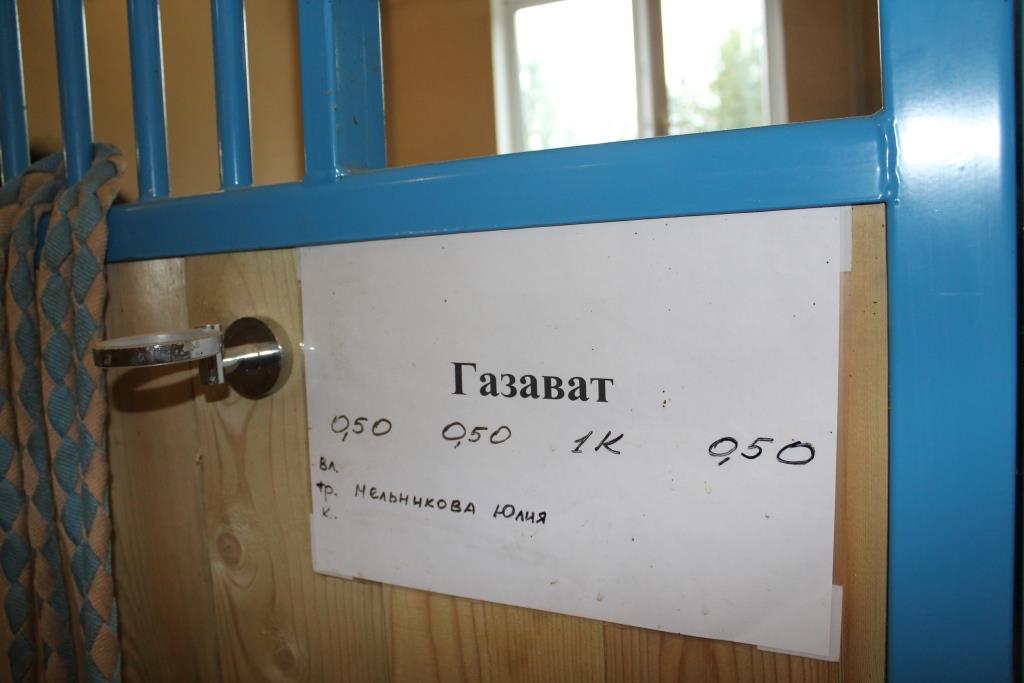 Газават
0,50 0,50 1К 0,50
вл.
тр. Мельникова Юлия
к.